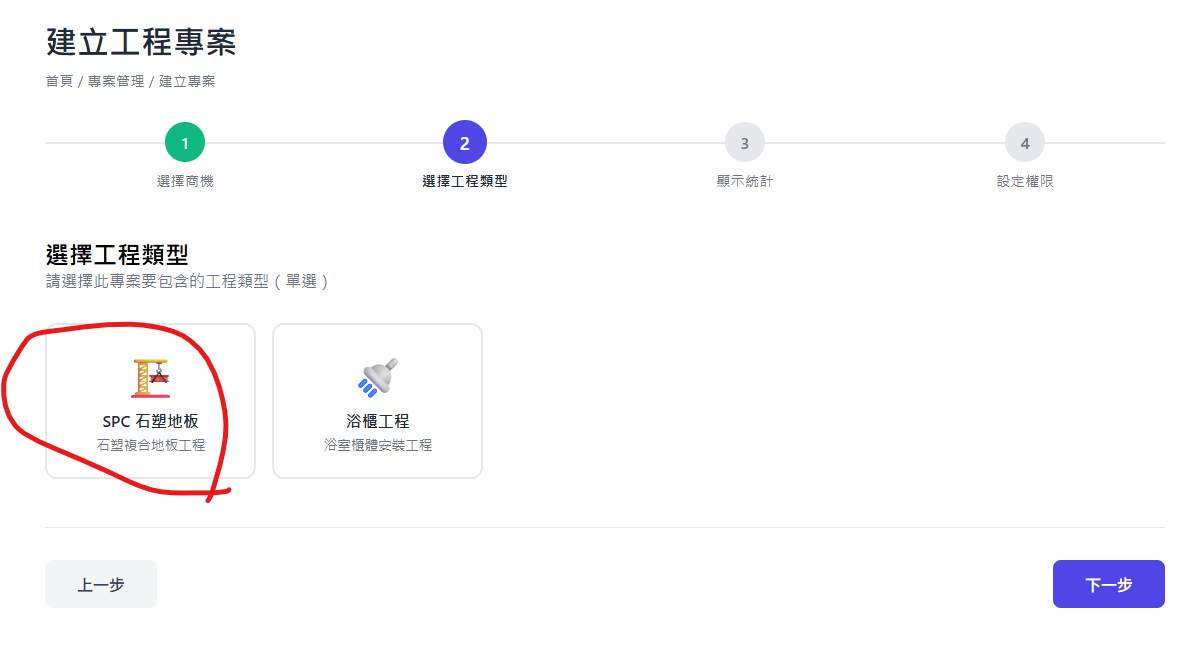 建立工程專案
首頁 / 專案管理 / 建立專案
1
2
3
4
選擇商機
選擇工程類型
顯示統計
設定權限
選擇工程類型
請選擇此專案要包含的工程類型（單選）
SPC 石塑地板
石塑複合地板工程
浴櫃工程
浴室櫃體安裝工程
上一步
下一步